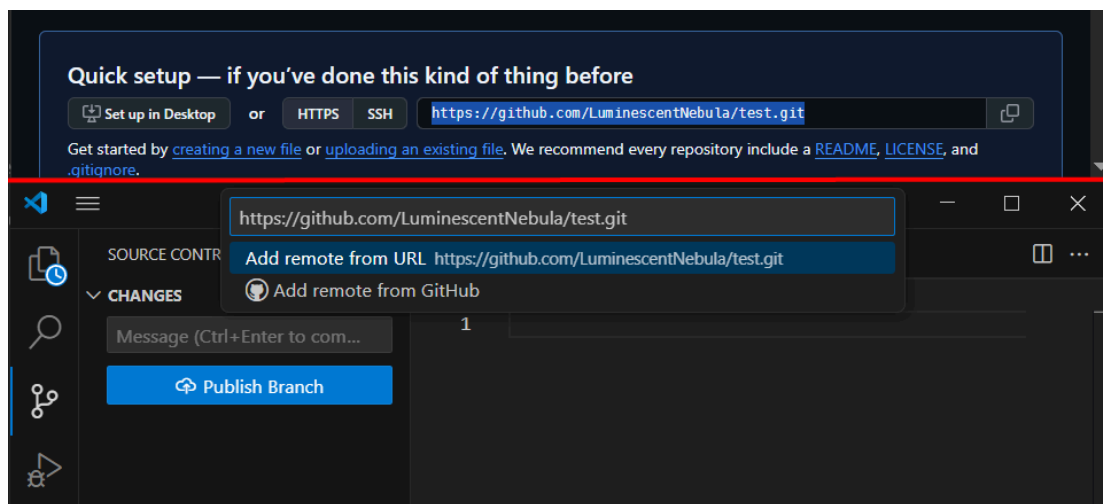 Quick setup — if you've done this kind of thing before
Set up in Desktop or HTTPS SSH https://github.com/LuminescentNebula/test.git
Get started by creating a new file or uploading an existing file. We recommend every repository include a README, LICENSE, and
.gitignore.
https://github.com/LuminescentNebula/test.git
SOURCE CONTR
Add remote from URL https://github.com/LuminescentNebula/test.git
CHANGES
Add remote from GitHub
Message (Ctrl+Enter to com...
1
Publish Branch